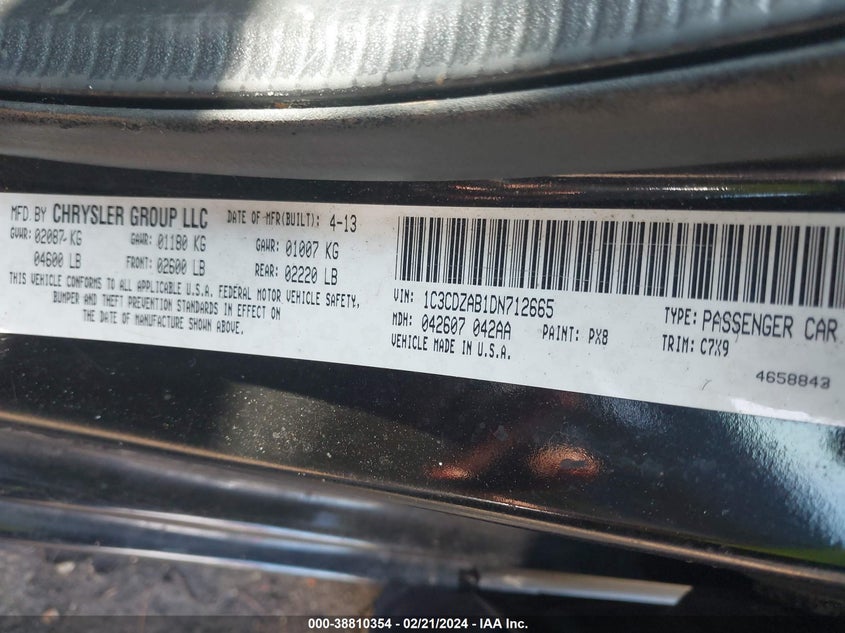 MFD BY CHRYSLER GROUP LLC DATE OF MFR(BUILT): 4-13
GVWR: 02087 KG GAWR: 01180 KG GAWR: 01007 KG
04600 LB FRONT: 02600 LB REAR: 02220 LB
THIS VEHICLE CONFORMS TO ALL APPLICABLE U.S.A. FEDERAL MOTOR VEHICLE SAFETY,
BUMPER AND THEFT PREVENTION STANDARDS IN EFFECT ON
THE DATE OF MANUFACTURE SHOWN ABOVE.
VIN: 1C3CDZAB1DN712665 TYPE: PASSENGER CAR
MDH: 042607 042AA PAINT: PX8 TRIM: C7X9
VEHICLE MADE IN U.S.A.
4658843
000-38810354 - 02/21/2024 - IAA Inc.